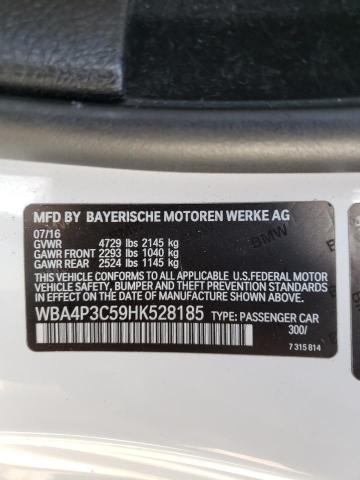 MFD BY BAYERISCHE MOTOREN WERKE AG
07/16
GVWR 4729 lbs 2145 kg
GAWR FRONT 2293 lbs 1040 kg
GAWR REAR 2524 lbs 1145 kg
THIS VEHICLE CONFORMS TO ALL APPLICABLE U.S.FEDERAL MOTOR
VEHICLE SAFETY, BUMPER AND THEFT PREVENTION STANDARDS IN
EFFECT ON THE DATE OF MANUFACTURE SHOWN ABOVE.
WBA4P3C59HK528185 TYPE: PASSENGER CAR
300/
7 315 814
BMW